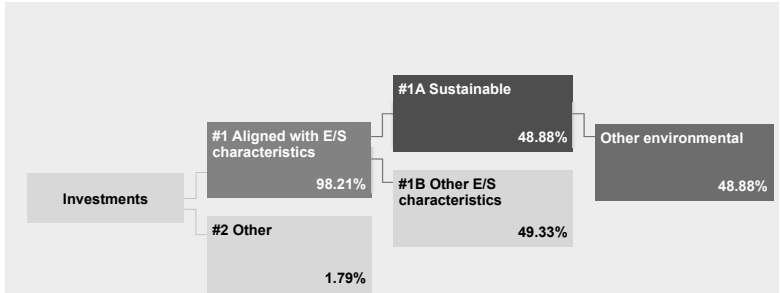 Investments
#1 Aligned with E/S
characteristics
98.21%
#2 Other
1.79%
#1A Sustainable
48.88%
#1B Other E/S
characteristics
49.33%
Other environmental
48.88%